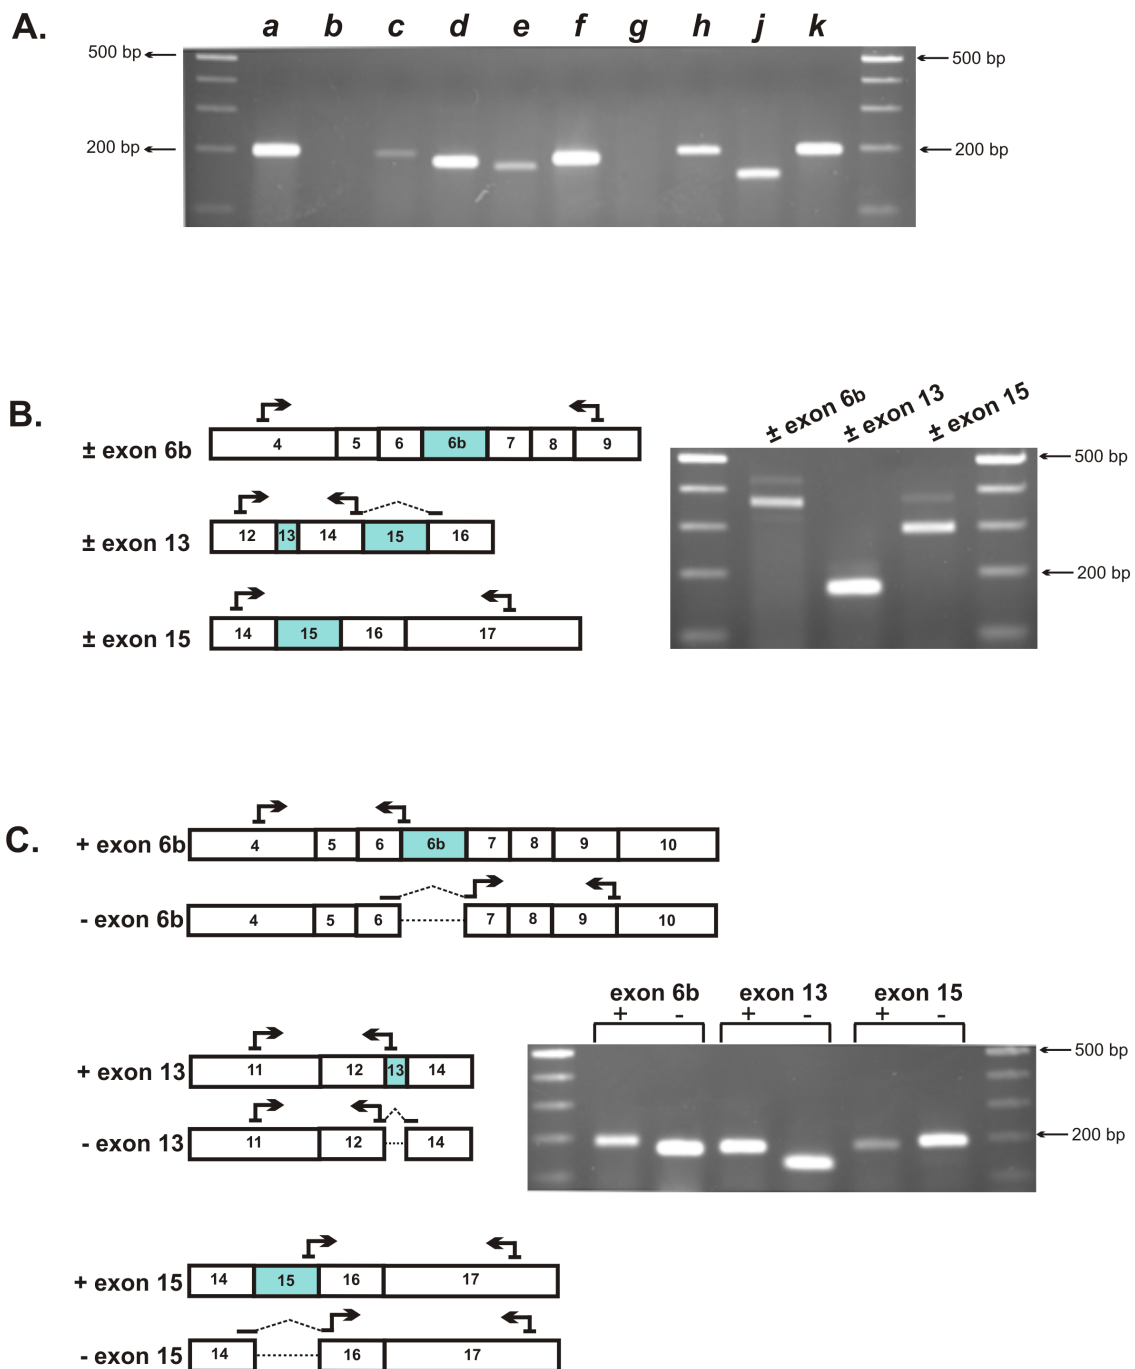 A.
a b c d e f g h j k
500 bp 500 bp
200 bp 200 bp
B.
± exon 6b ± exon 13 ± exon 15
± exon 6b 4 5 6 6b 7 8 9
500 bp
± exon 13 12 13 14 15 16
200 bp
± exon 15 14 15 16 17
C.
+ exon 6b 4 5 6 6b 7 8 9 10
- exon 6b 4 5 6 7 8 9 10
exon 6b exon 13 exon 15
+ - + - + -
500 bp
+ exon 13 11 12 13 14
200 bp
- exon 13 11 12 14
+ exon 15 14 15 16 17
- exon 15 14 16 17